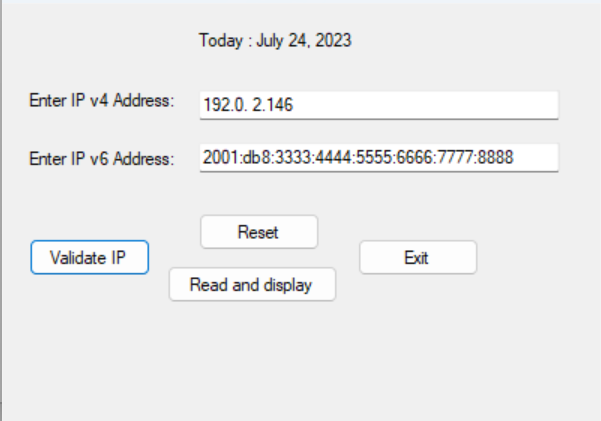 Today : July 24, 2023
Enter IP v4 Address: 192.0. 2.146
Enter IP v6 Address: 2001:db8:3333:4444:5555:6666:7777:8888
Reset
Validate IP
Exit
Read and display